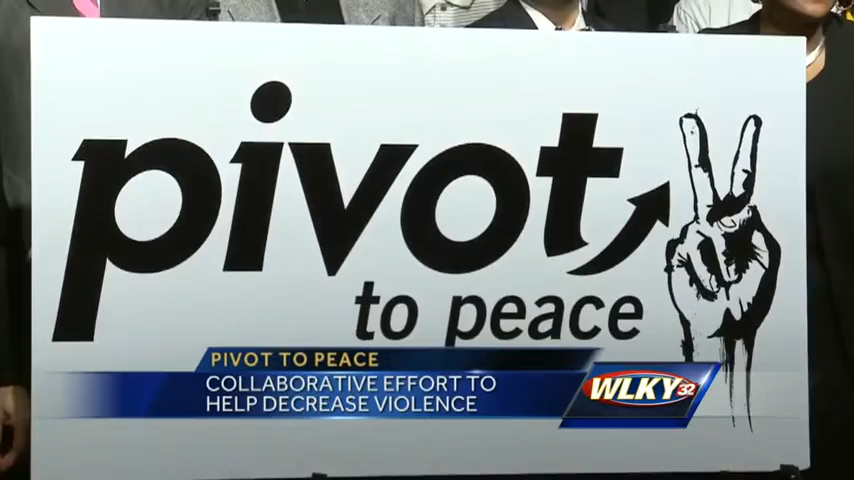 pivot
to peace
PIVOT TO PEACE
COLLABORATIVE EFFORT TO
HELP DECREASE VIOLENCE
WLKY 32